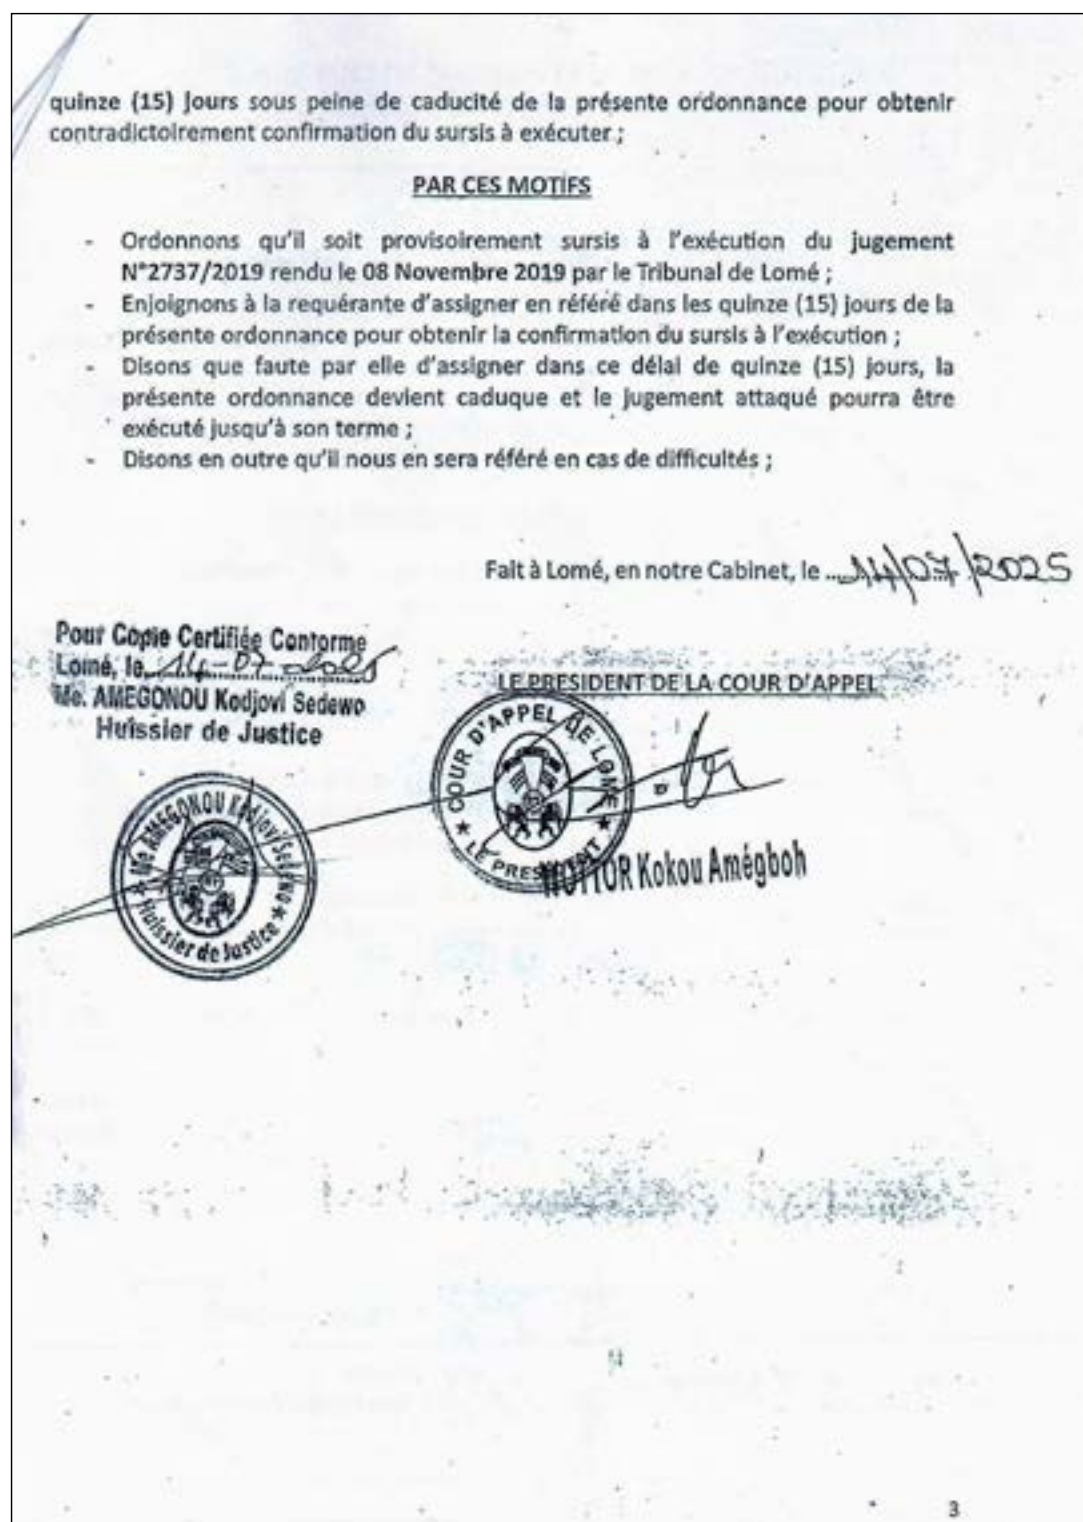 quinze (15) jours sous peine de caducité de la présente ordonnance pour obtenir
contradictoirement confirmation du sursis à exécuter ;
PAR CES MOTIFS
- Ordonnons qu'il soit provisoirement sursis à l'exécution du jugement
N°2737/2019 rendu le 08 Novembre 2019 par le Tribunal de Lomé ;
- Enjoignons à la requérante d'assigner en référé dans les quinze (15) jours de la
présente ordonnance pour obtenir la confirmation du sursis à l'exécution ;
- Disons que faute par elle d'assigner dans ce délai de quinze (15) jours, la
présente ordonnance devient caduque et le jugement attaqué pourra être
exécuté jusqu'à son terme ;
- Disons en outre qu'il nous en sera référé en cas de difficultés ;
Fait à Lomé, en notre Cabinet, le ...14/07/2025
Pour Copie Certifiée Conforme
Lomé, le 14-07-2025
Me. AMEGONOU Kodjovi Sedewo
Huissier de Justice
LE PRESIDENT DE LA COUR D'APPEL
COUR D'APPEL DE LOME
★ LE PRESIDENT ★
Kokou Amégboh
Me AMEGONOU Kodjovi Sedewo
★ Huissier de Justice ★
3